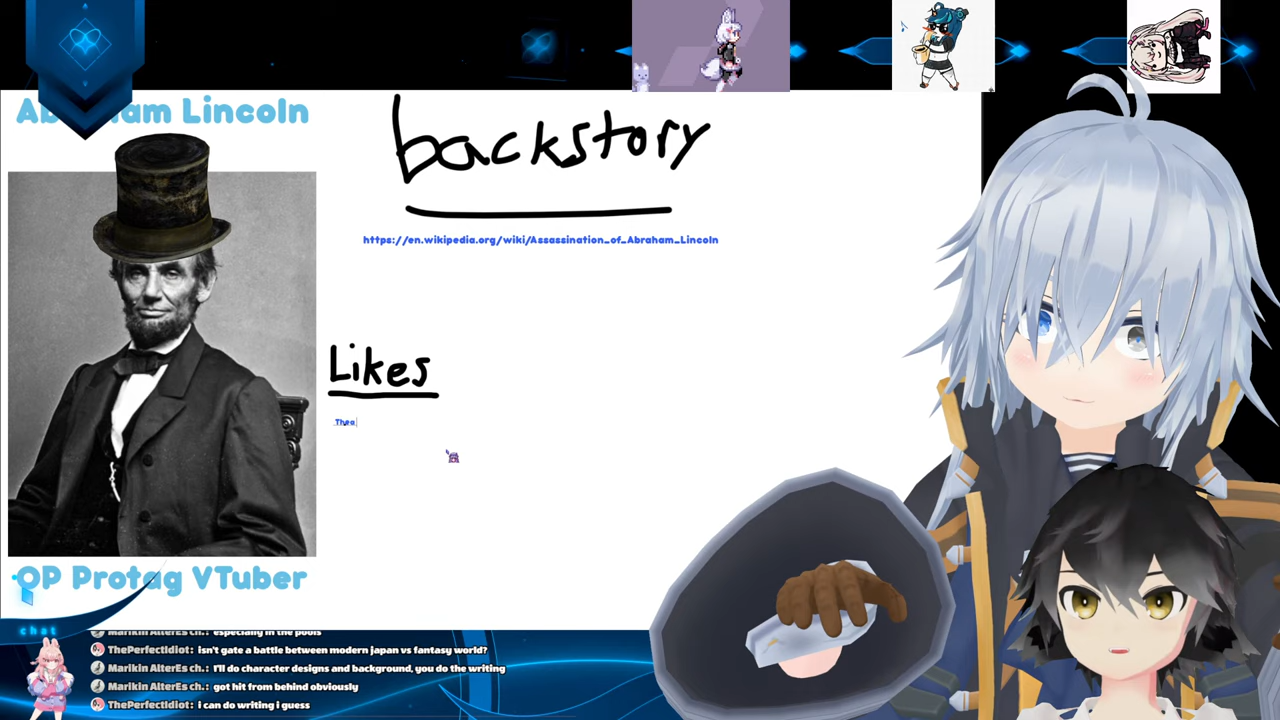 Abraham Lincoln
backstory
https://en.wikipedia.org/wiki/Assassination_of_Abraham_Lincoln
Likes
Thea
OP Protag VTuber
chat
Marikin AlterEs ch.: especially in the pools
ThePerfectIdiot: isn't gate a battle between modern japan vs fantasy world?
Marikin AlterEs ch.: I'll do character designs and background, you do the writing
Marikin AlterEs ch.: got hit from behind obviously
ThePerfectIdiot: i can do writing i guess